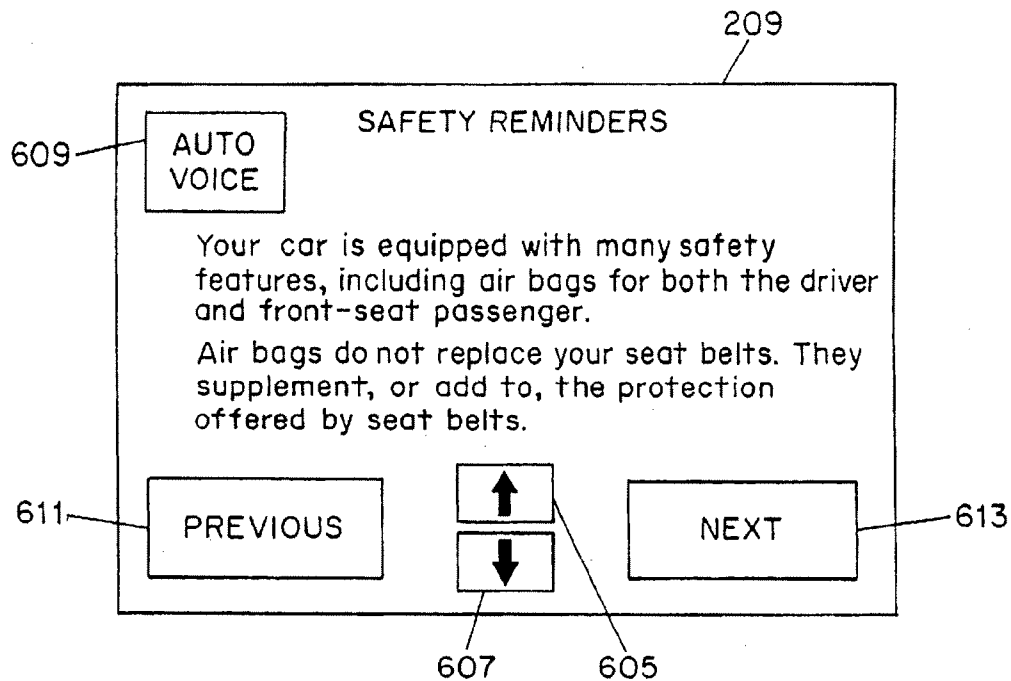 209
SAFETY REMINDERS
609
AUTO
VOICE
Your car is equipped with many safety
features, including air bags for both the driver
and front-seat passenger.
Air bags do not replace your seat belts. They
supplement, or add to, the protection
offered by seat belts.
611
PREVIOUS
NEXT
613
607
605